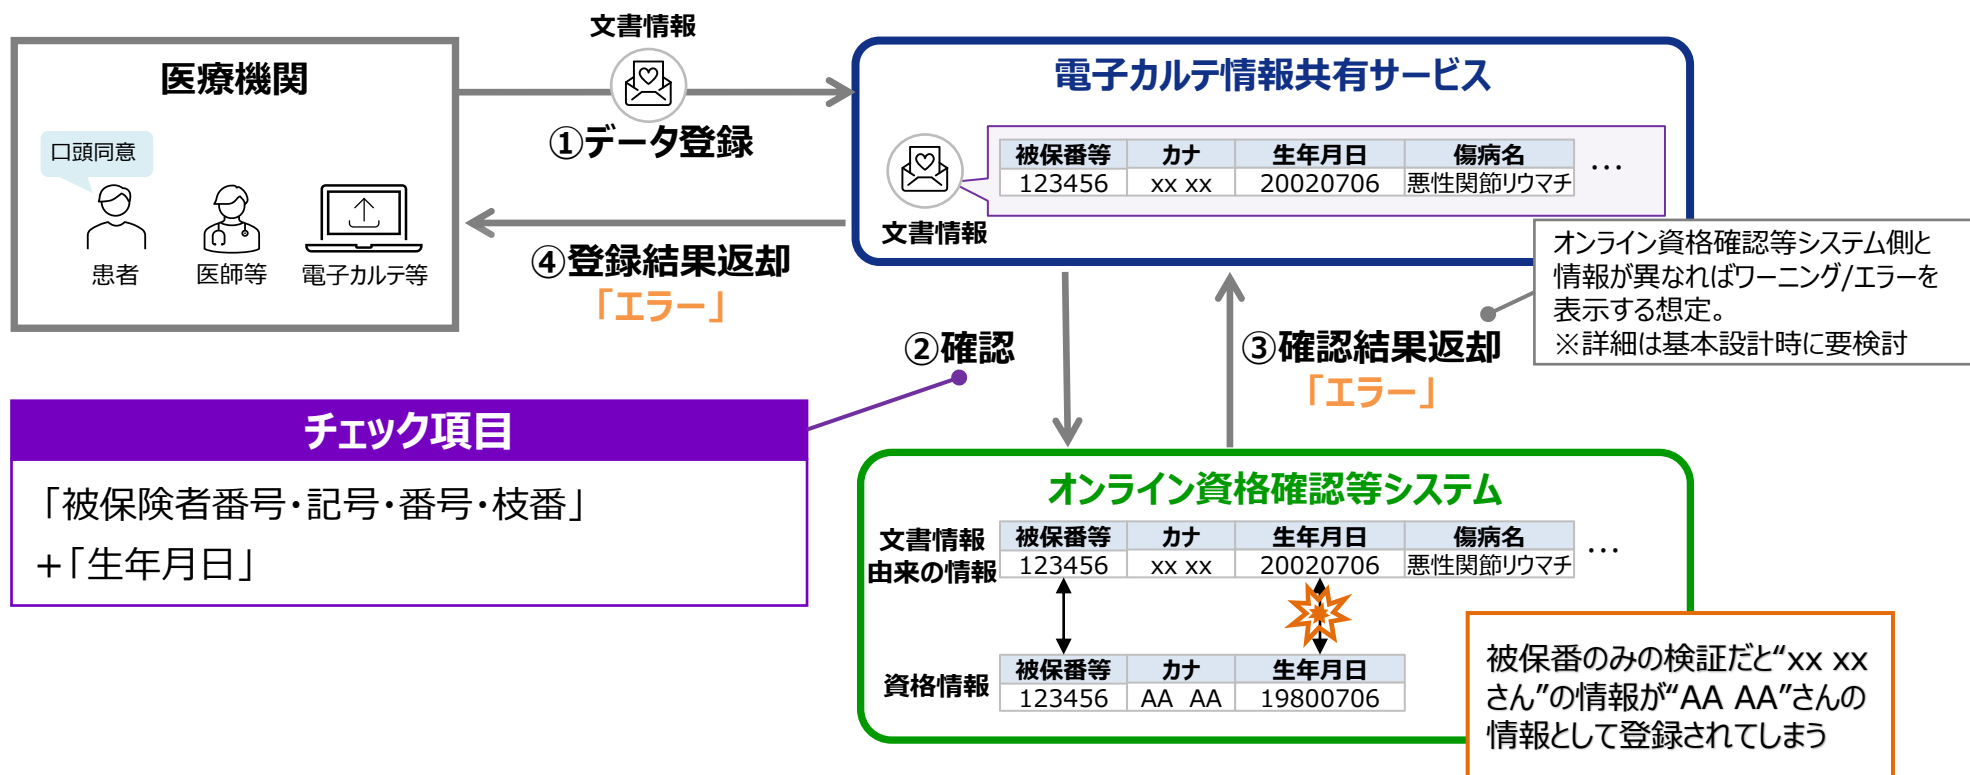 文書情報
医療機関
口頭同意
患者
医師等
電子カルテ等
①データ登録
④登録結果返却
「エラー」
電子カルテ情報共有サービス
被保番等 カナ 生年月日 傷病名 …
123456 xx xx 20020706 悪性関節リウマチ
文書情報
オンライン資格確認等システム側と
情報が異なればワーニング/エラーを
表示する想定。
※詳細は基本設計時に要検討
②確認
③確認結果返却
「エラー」
チェック項目
「被保険者番号・記号・番号・枝番」
+「生年月日」
オンライン資格確認等システム
文書情報
由来の情報
被保番等 カナ 生年月日 傷病名 …
123456 xx xx 20020706 悪性関節リウマチ
資格情報
被保番等 カナ 生年月日
123456 AA AA 19800706
被保番のみの検証だと“xx xx
さん”の情報が“AA AA”さんの
情報として登録されてしまう